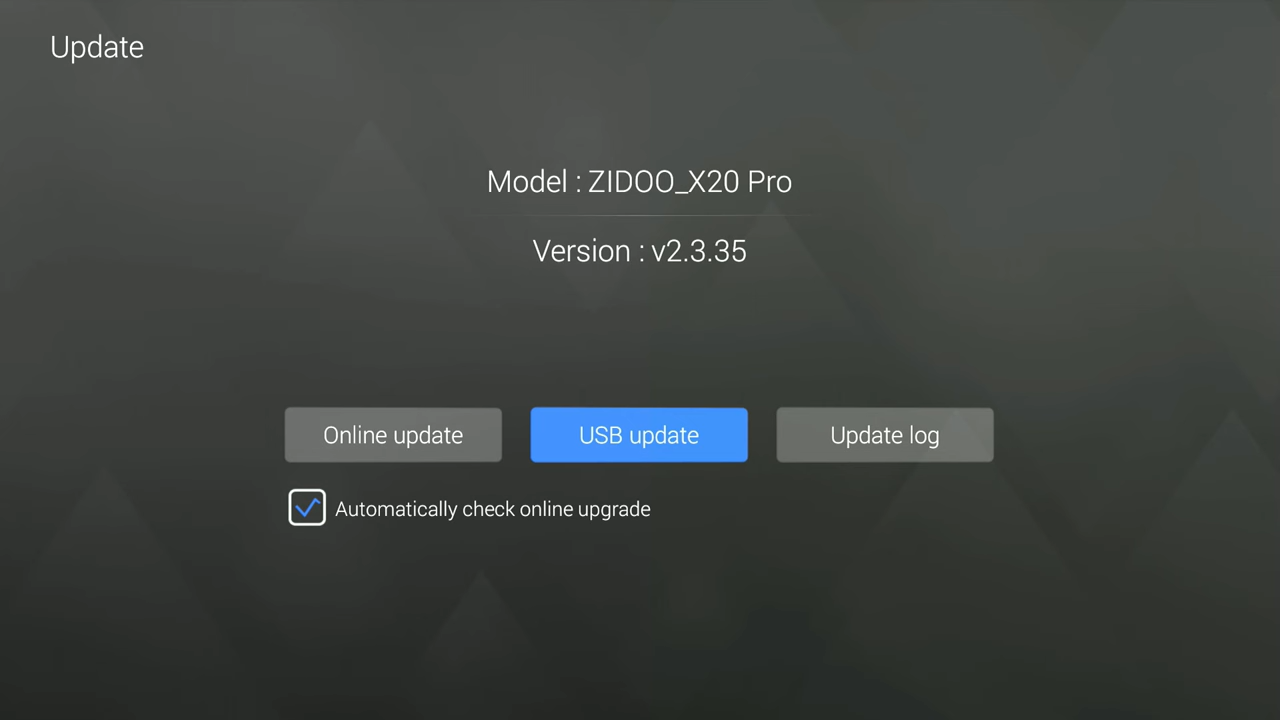 Update
Model : ZIDOO_X20 Pro
Version : v2.3.35
Online update
USB update
Update log
Automatically check online upgrade